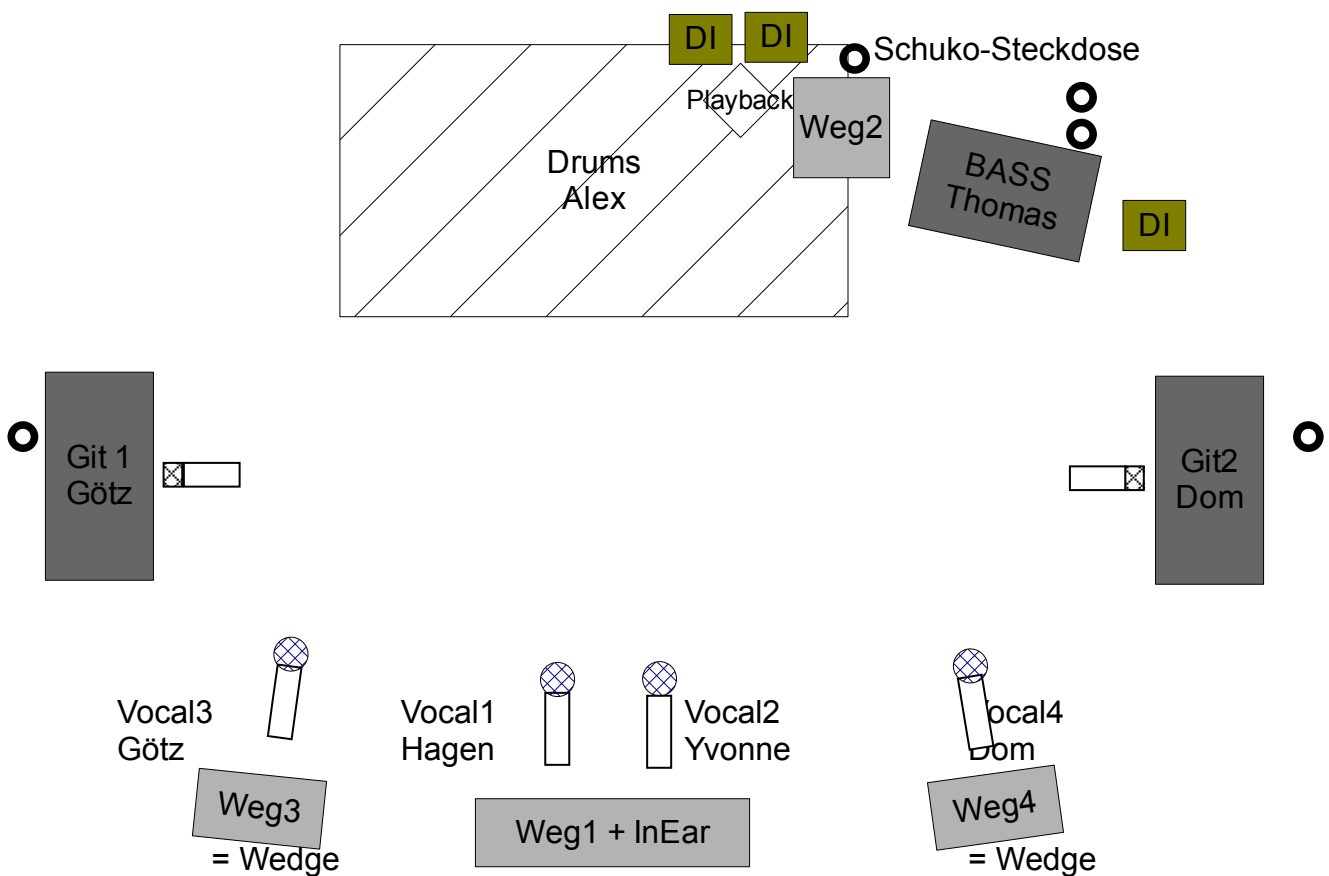 DI
DI
Schuko-Steckdose
Playback
Weg2
Drums
Alex
BASS
Thomas
DI
Git 1
Götz
Git2
Dom
Vocal3
Götz
Vocal1
Hagen
Vocal2
Yvonne
Vocal4
Dom
Weg3
= Wedge
Weg1 + InEar
Weg4
= Wedge